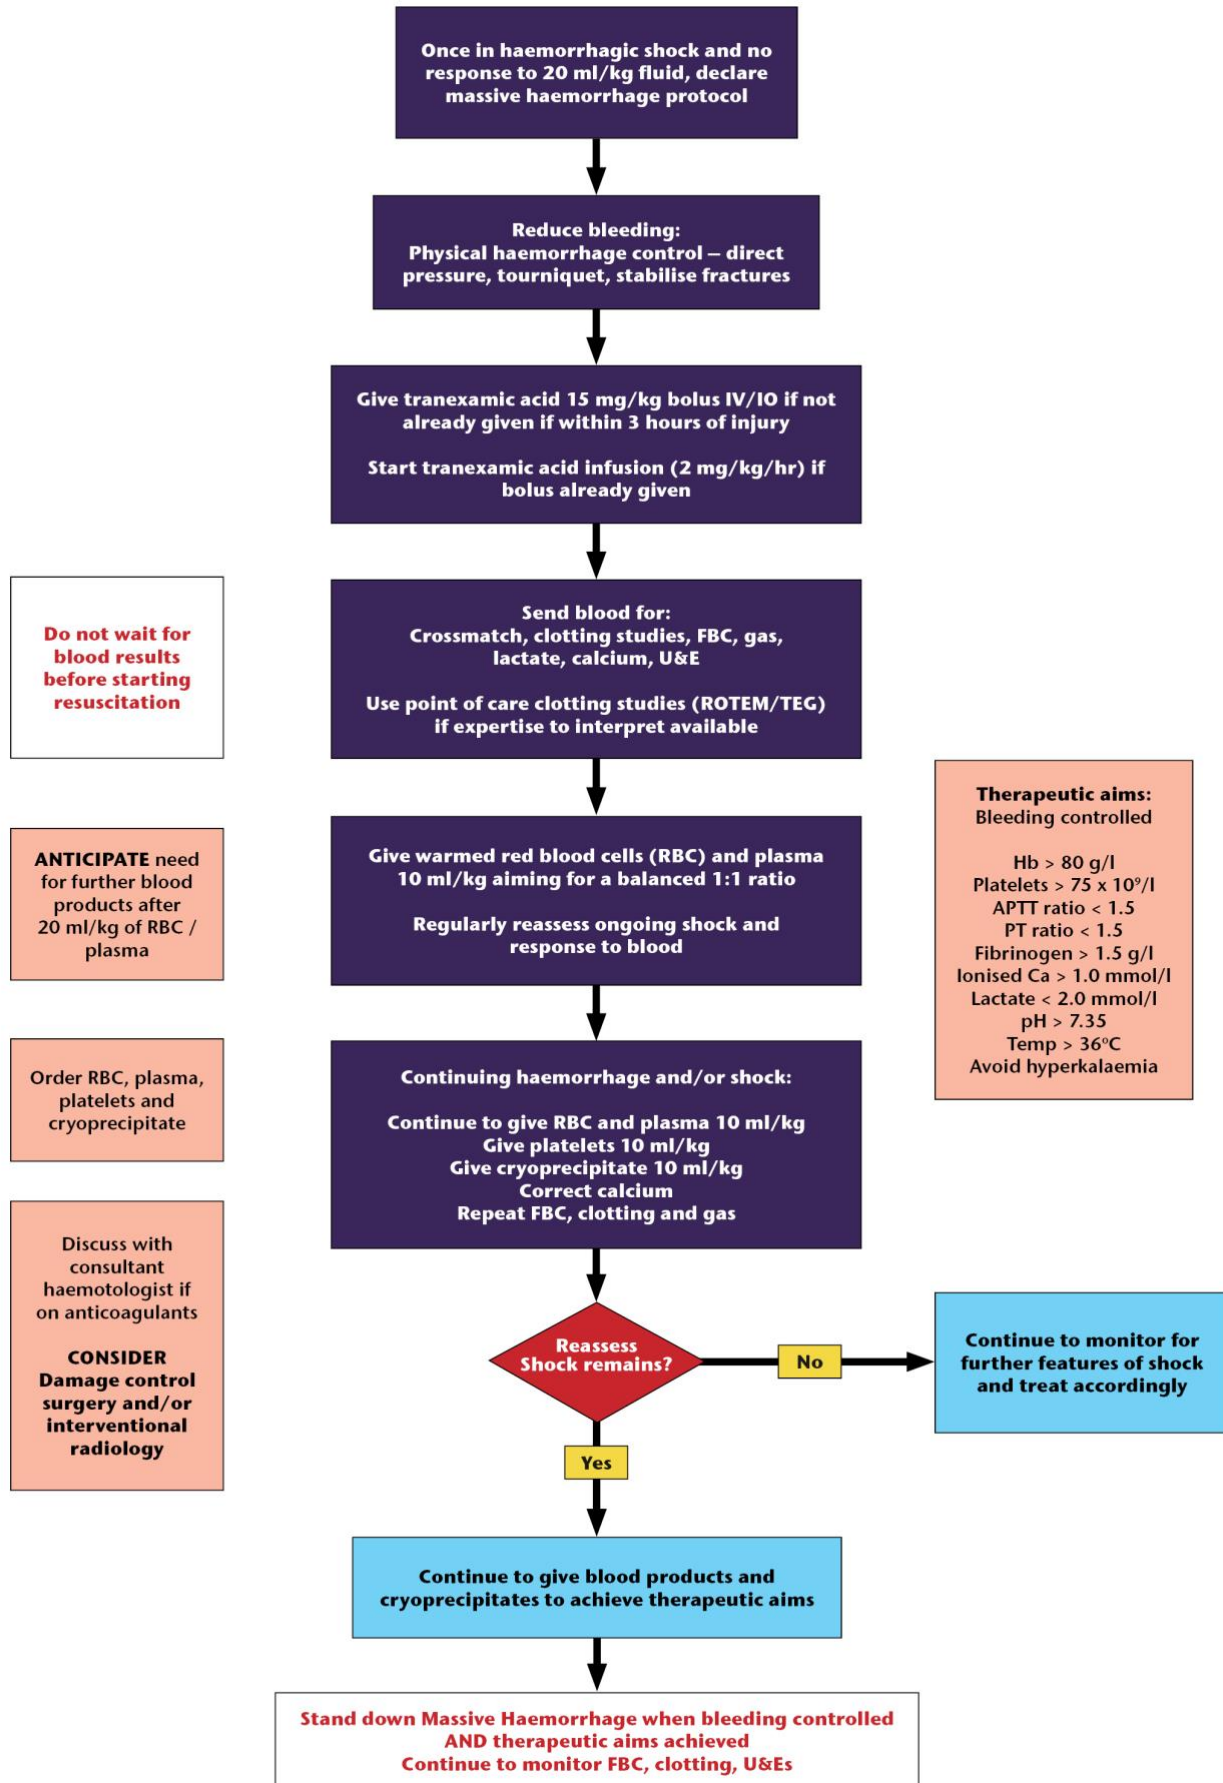 Once in haemorrhagic shock and no
response to 20 ml/kg fluid, declare
massive haemorrhage protocol
Reduce bleeding:
Physical haemorrhage control – direct
pressure, tourniquet, stabilise fractures
Give tranexamic acid 15 mg/kg bolus IV/IO if not
already given if within 3 hours of injury
Start tranexamic acid infusion (2 mg/kg/hr) if
bolus already given
Do not wait for
blood results
before starting
resuscitation
Send blood for:
Crossmatch, clotting studies, FBC, gas,
lactate, calcium, U&E
Use point of care clotting studies (ROTEM/TEG)
if expertise to interpret available
ANTICIPATE need
for further blood
products after
20 ml/kg of RBC /
plasma
Give warmed red blood cells (RBC) and plasma
10 ml/kg aiming for a balanced 1:1 ratio
Regularly reassess ongoing shock and
response to blood
Therapeutic aims:
Bleeding controlled
Hb > 80 g/l
Platelets > 75 x 10⁹/l
APTT ratio < 1.5
PT ratio < 1.5
Fibrinogen > 1.5 g/l
Ionised Ca > 1.0 mmol/l
Lactate < 2.0 mmol/l
pH > 7.35
Temp > 36ºC
Avoid hyperkalaemia
Order RBC, plasma,
platelets and
cryoprecipitate
Continuing haemorrhage and/or shock:
Continue to give RBC and plasma 10 ml/kg
Give platelets 10 ml/kg
Give cryoprecipitate 10 ml/kg
Correct calcium
Repeat FBC, clotting and gas
Discuss with
consultant
haemotologist if
on anticoagulants
CONSIDER
Damage control
surgery and/or
interventional
radiology
Reassess
Shock remains?
No
Continue to monitor for
further features of shock
and treat accordingly
Yes
Continue to give blood products and
cryoprecipitates to achieve therapeutic aims
Stand down Massive Haemorrhage when bleeding controlled
AND therapeutic aims achieved
Continue to monitor FBC, clotting, U&Es